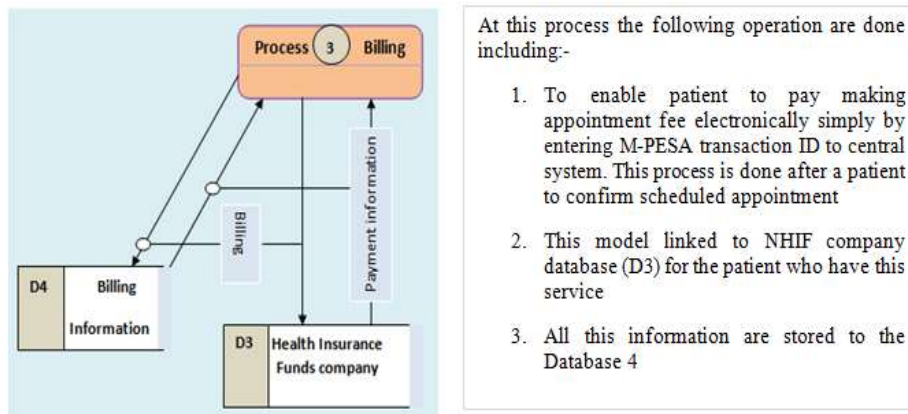 Process 3 Billing
Payment information
Billing
D4 Billing
Information
D3 Health Insurance
Funds company
At this process the following operation are done
including:-
1. To enable patient to pay making
appointment fee electronically simply by
entering M-PESA transaction ID to central
system. This process is done after a patient
to confirm scheduled appointment
2. This model linked to NHIF company
database (D3) for the patient who have this
service
3. All this information are stored to the
Database 4